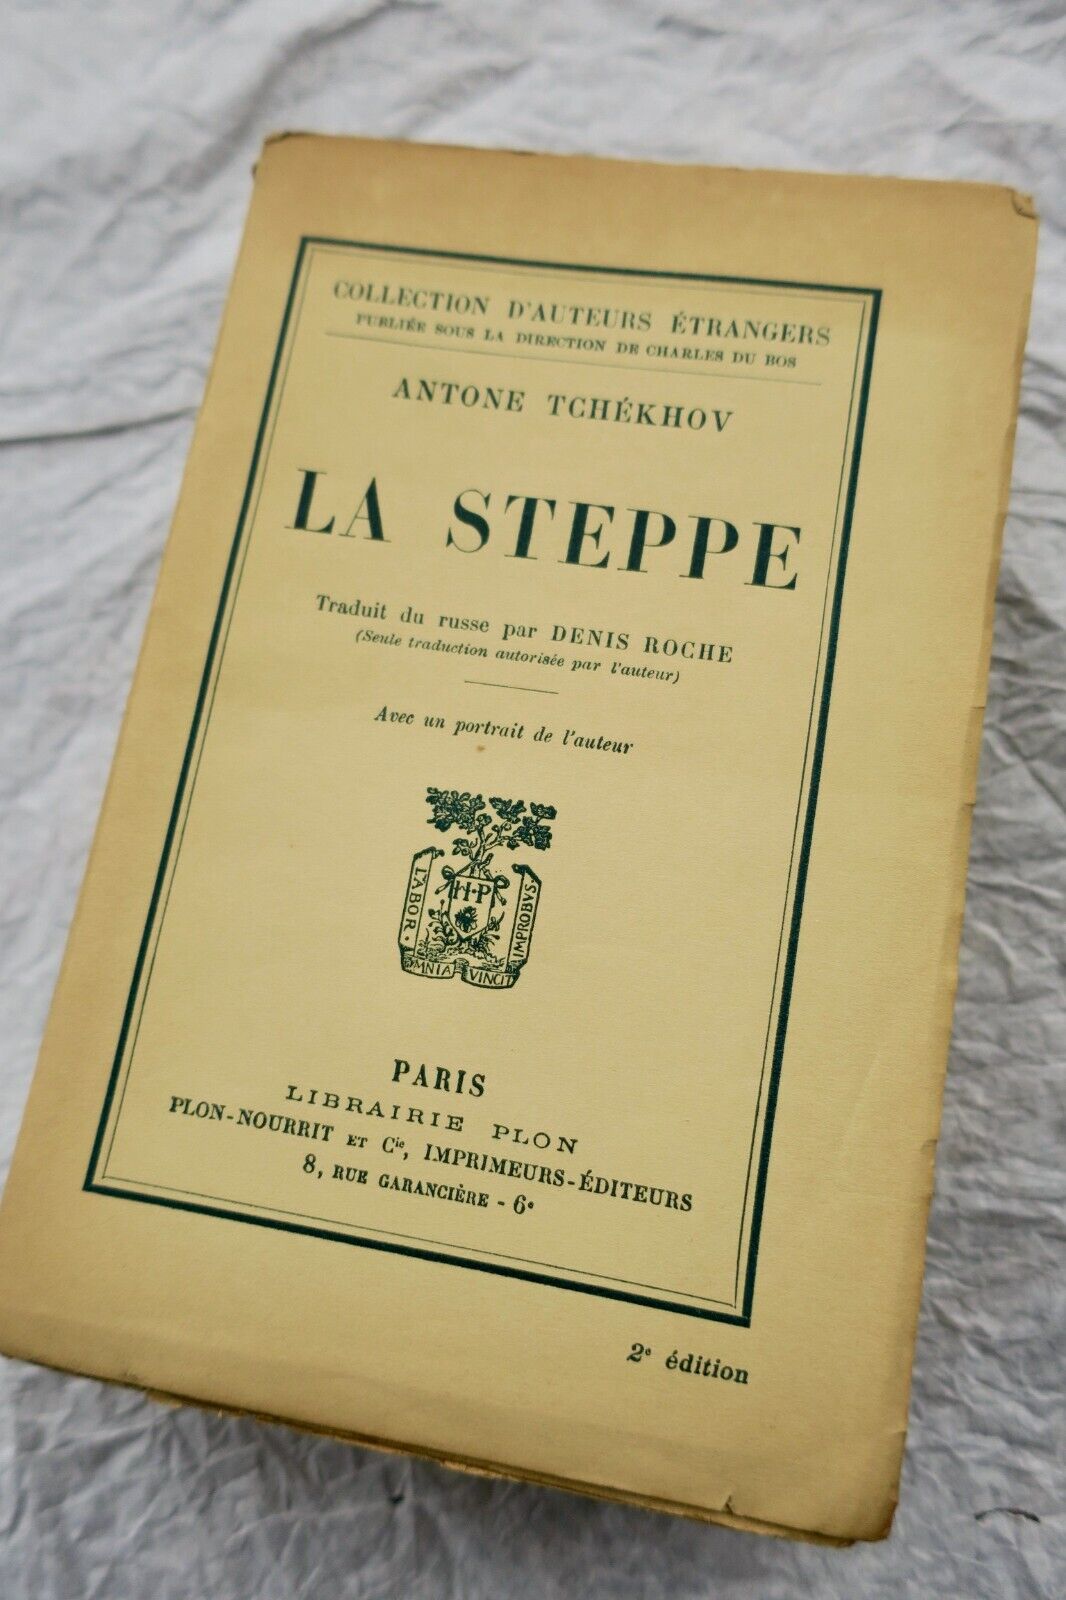 COLLECTION D'AUTEURS ÉTRANGERS
PUBLIÉE SOUS LA DIRECTION DE CHARLES DU BOS
ANTONE TCHÉKHOV
LA STEPPE
Traduit du russe par DENIS ROCHE
(Seule traduction autorisée par l'auteur)
Avec un portrait de l'auteur
H·P
LABOR·
OMNIA VINCIT
IMPROBVS·
PARIS
LIBRAIRIE PLON
PLON-NOURRIT ET Cie, IMPRIMEURS-ÉDITEURS
8, RUE GARANCIÈRE - 6e
2e édition